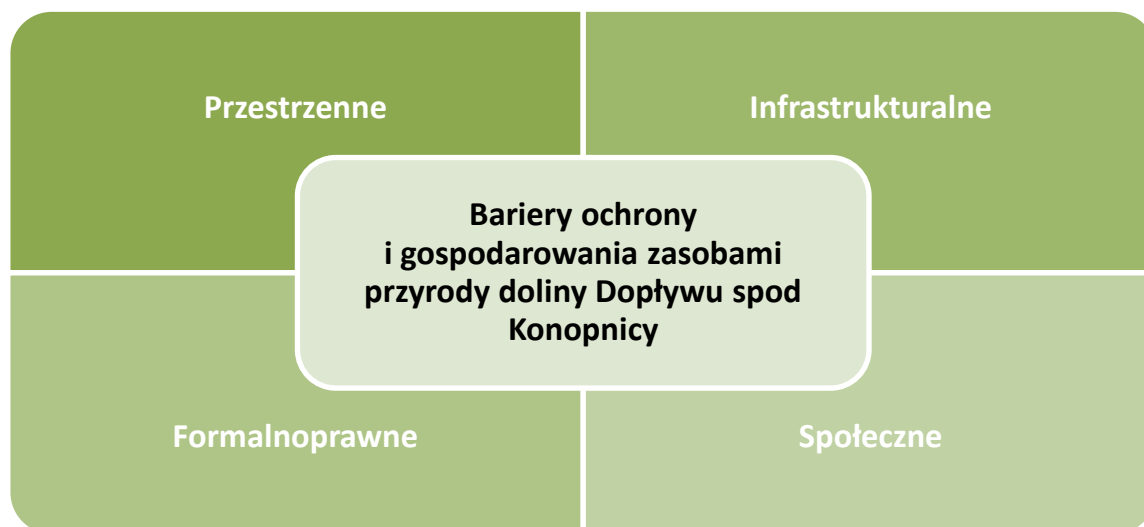 Przestrzenne
Infrastrukturalne
Bariery ochrony
i gospodarowania zasobami
przyrody doliny Dopływu spod
Konopnicy
Formalnoprawne
Społeczne